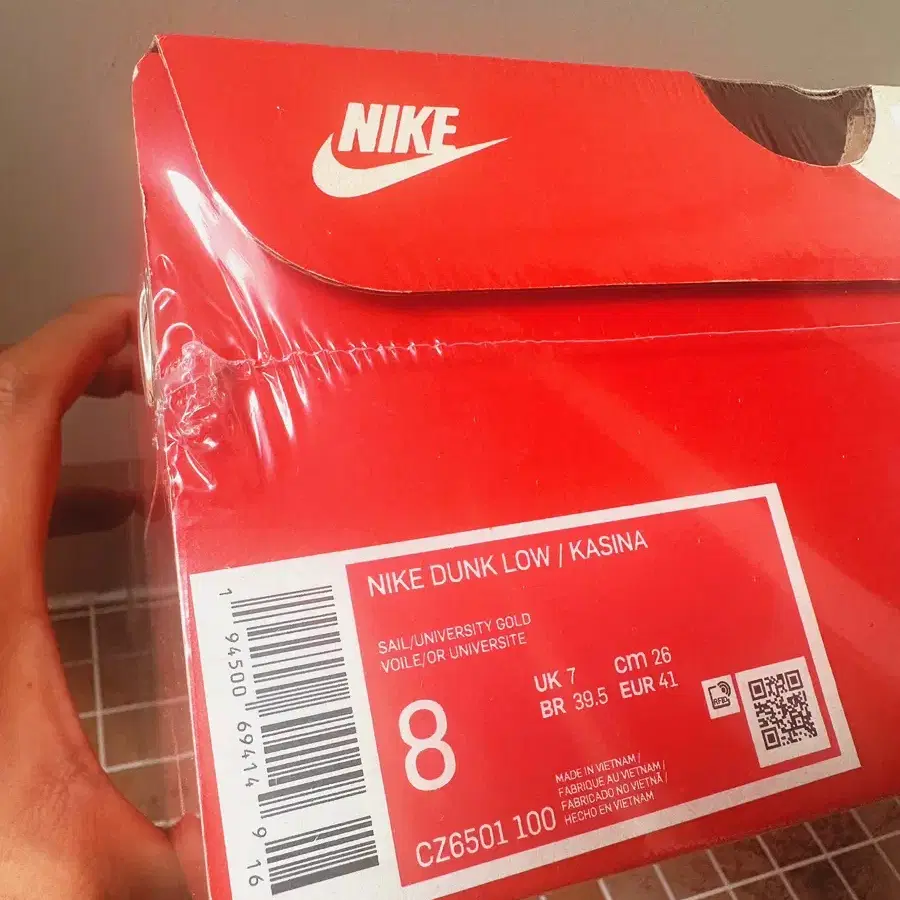 NIKE
NIKE DUNK LOW / KASINA
SAIL/UNIVERSITY GOLD
VOILE/OR UNIVERSITE
8
UK 7
cm 26
BR 39.5
EUR 41
RFID
MADE IN VIETNAM /
FABRIQUE AU VIETNAM /
FABRICADO NO VIETNÃ /
HECHO EN VIETNAM
CZ6501 100
1 94500 69414 9 16